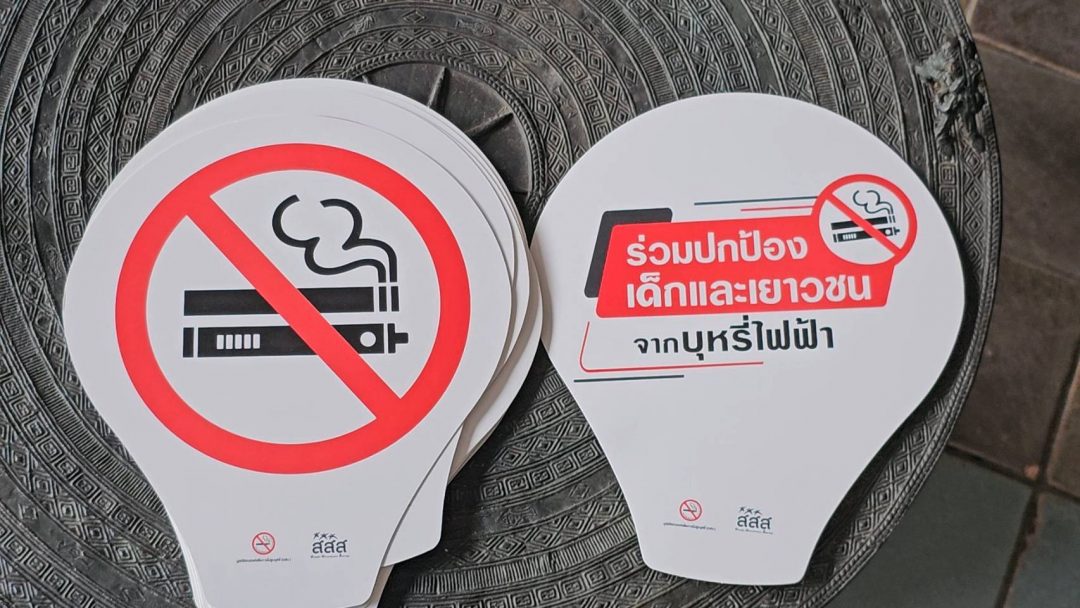 สสส
ร่วมปกป้อง
เด็กและเยาวชน
จากบุหรี่ไฟฟ้า
สสส